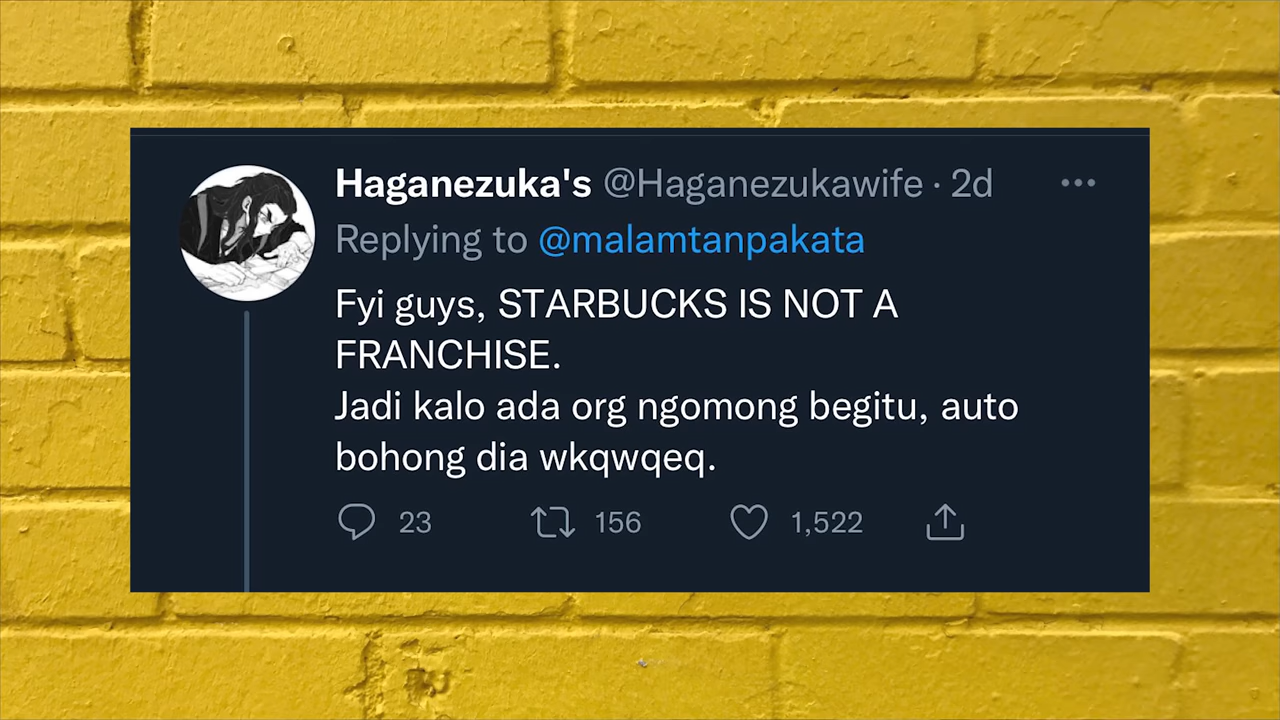 Haganezuka's @Haganezukawife · 2d
Replying to @malamtanpakata
Fyi guys, STARBUCKS IS NOT A
FRANCHISE.
Jadi kalo ada org ngomong begitu, auto
bohong dia wkqwqeq.
23 156 1,522